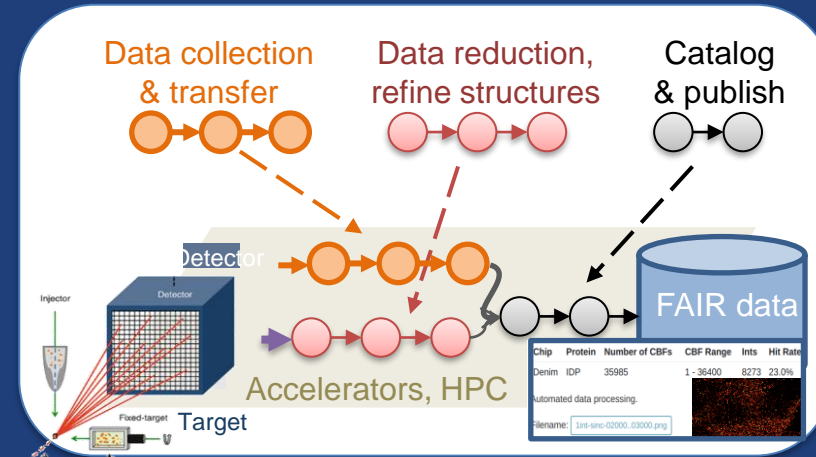 Data collection
& transfer
Data reduction,
refine structures
Catalog
& publish
Detector
Detector
Injector
FAIR data
Chip Protein Number of CBFs CBF Range Ints Hit Rate
Denim IDP 35985 1 - 36400 8273 23.0%
Automated data processing.
Filename: 1int-sinc-02000..03000.png
Accelerators, HPC
Fixed-target
Target